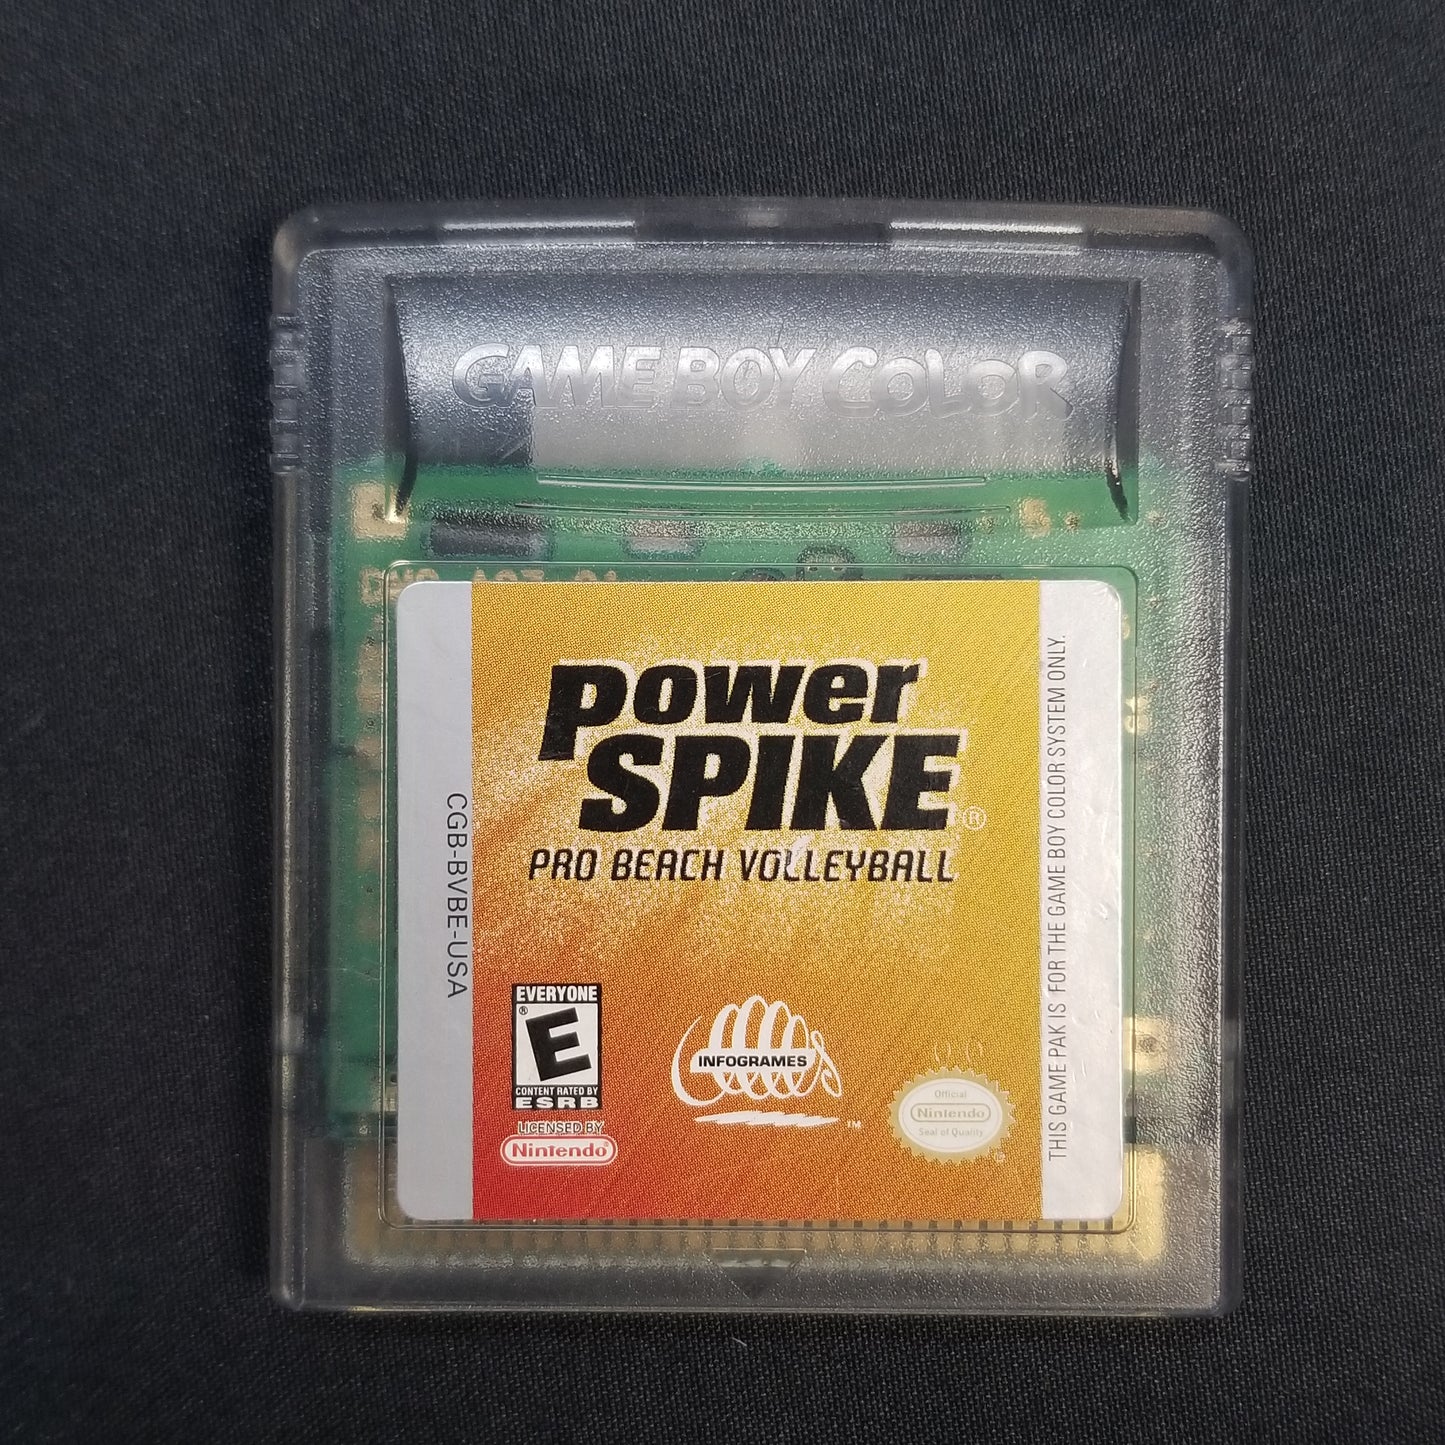 GAME BOY COLOR
power
SPIKE®
PRO BEACH VOLLEYBALL
CGB-BVBE-USA
THIS GAME PAK IS FOR THE GAME BOY COLOR SYSTEM ONLY.
EVERYONE
®
E
CONTENT RATED BY
ESRB
LICENSED BY
Nintendo
INFOGRAMES
TM
Official
Nintendo
Seal of Quality
®